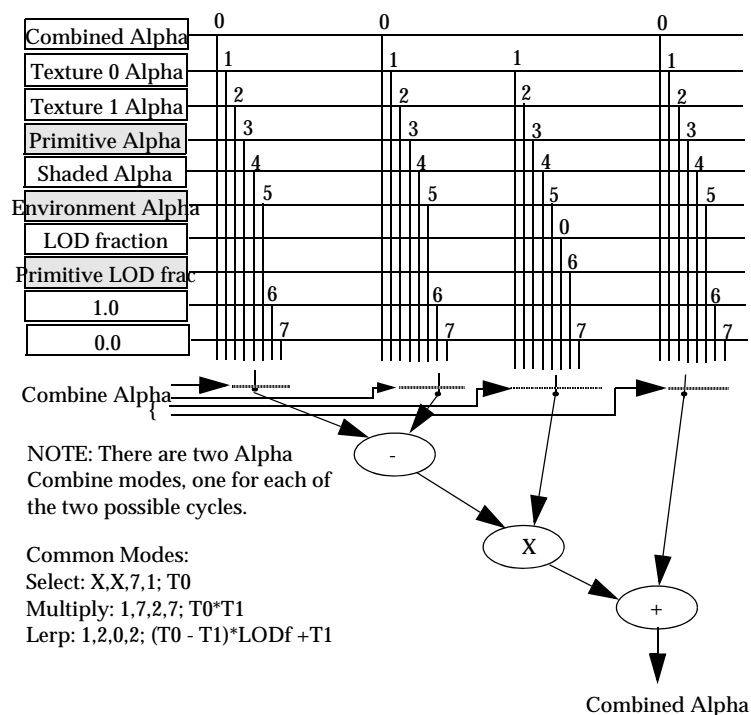 0 0 0
Combined Alpha
1 1 1 1
Texture 0 Alpha
2 2 2 2
Texture 1 Alpha
3 3 3 3
Primitive Alpha
4 4 4 4
Shaded Alpha
5 5 5 5
Environment Alpha
0
LOD fraction
6
Primitive LOD frac
6 6 6
1.0
7 7 7 7
0.0
Combine Alpha
{
-
NOTE: There are two Alpha
Combine modes, one for each of
the two possible cycles.
X
Common Modes:
Select: X,X,7,1; T0
Multiply: 1,7,2,7; T0*T1
Lerp: 1,2,0,2; (T0 - T1)*LODf +T1
+
Combined Alpha